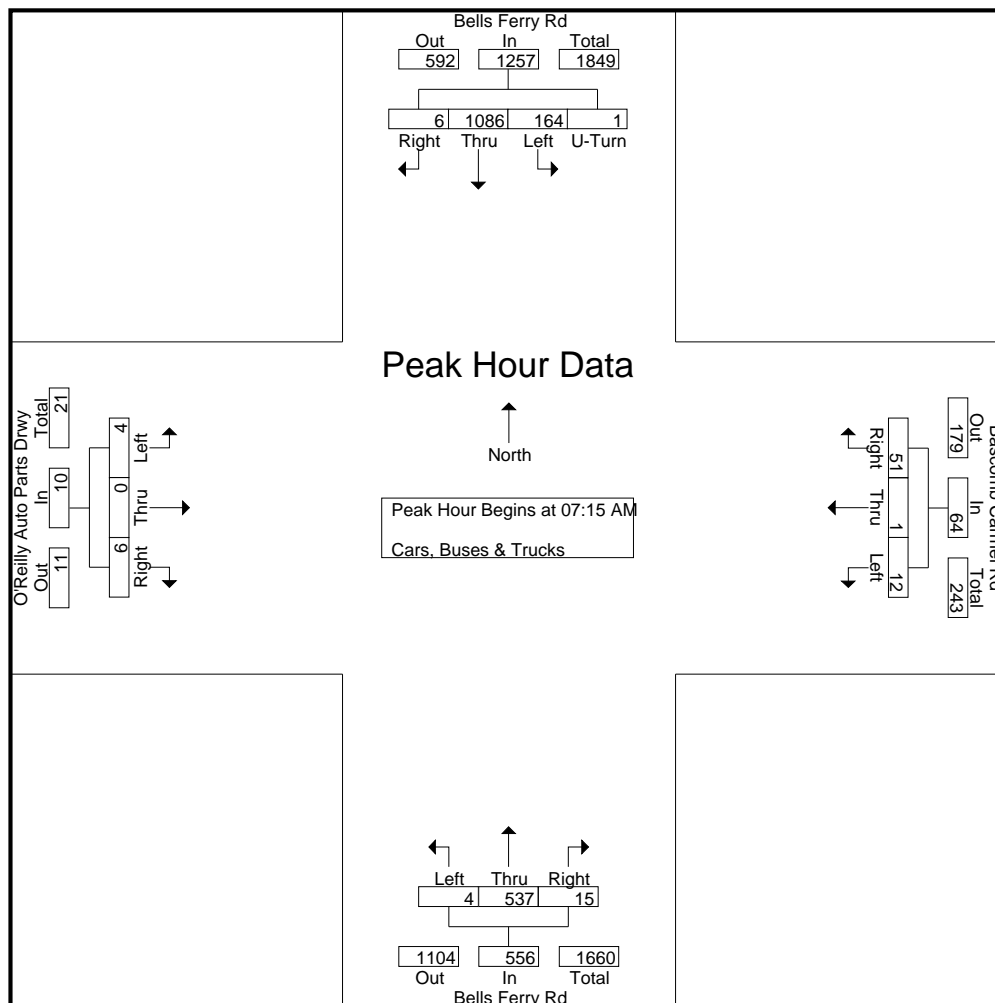 Bells Ferry Rd
Out In Total
592 1257 1849
6 1086 164 1
Right Thru Left U-Turn
Peak Hour Data
North
Peak Hour Begins at 07:15 AM
Cars, Buses & Trucks
O'Reilly Auto Parts Drwy
Out In Total
11 10 21
Right Thru Left
6 0 4
Out In Total
179 64 243
51 1 12
Right Thru Left
Left Thru Right
4 537 15
1104 556 1660
Out In Total
Bells Ferry Rd